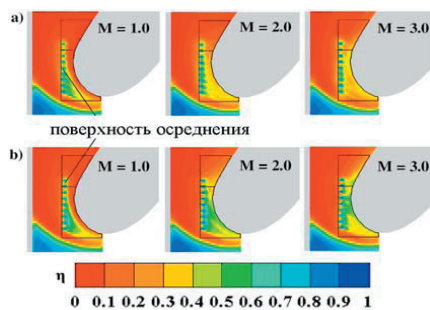 a) M = 1.0 M = 2.0 M = 3.0
поверхность осреднения
b) M = 1.0 M = 2.0 M = 3.0
η
0 0.1 0.2 0.3 0.4 0.5 0.6 0.7 0.8 0.9 1